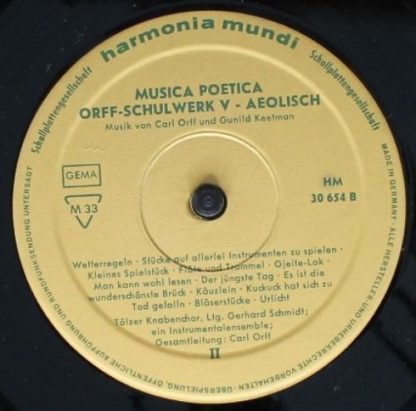 harmonia mundi
Schallplattengesellschaft
Schallplattengesellschaft
MUSICA POETICA
ORFF-SCHULWERK V - AEOLISCH
Musik von Carl Orff und Gunild Keetman
GEMA
M 33
HM
30 654 B
Wetterregeln · Stücke auf allerlei Instrumenten zu spielen ·
Kleines Spielstück · Flöte und Trommel · Gjeite-Lok ·
Man kann wohl lesen · Der jüngste Tag · Es ist die
wunderschönste Brück · Käuzlein · Kuckuck hat sich zu
Tod gefalln · Bläserstücke · Urlicht
Tölzer Knabenchor, Ltg. Gerhard Schmidt;
ein Instrumentalensemble;
Gesamtleitung: Carl Orff
II
MADE IN GERMANY · ALLE HERSTELLER UND URHEBERRECHTE VORBEHALTEN · ÜBERSPIELUNG, ÖFFENTLICHE AUFFÜHRUNG UND RUNDFUNKSENDUNG UNTERSAGT